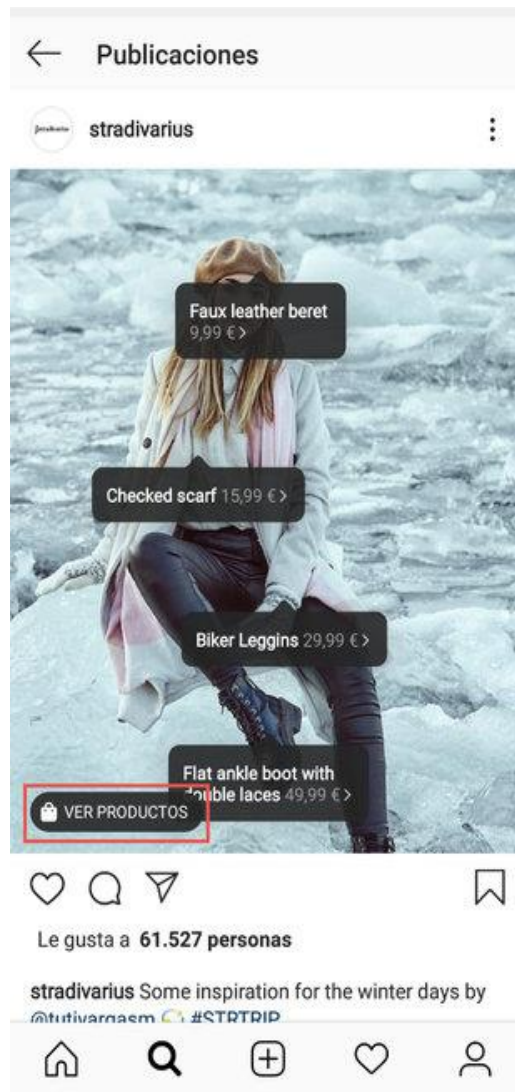 Publicaciones
stradivarius
Faux leather beret
9,99 € >
Checked scarf 15,99 € >
Biker Leggins 29,99 € >
Flat ankle boot with
double laces 49,99 € >
VER PRODUCTOS
Le gusta a 61.527 personas
stradivarius Some inspiration for the winter days by
@tutivargasm #STRTRIP